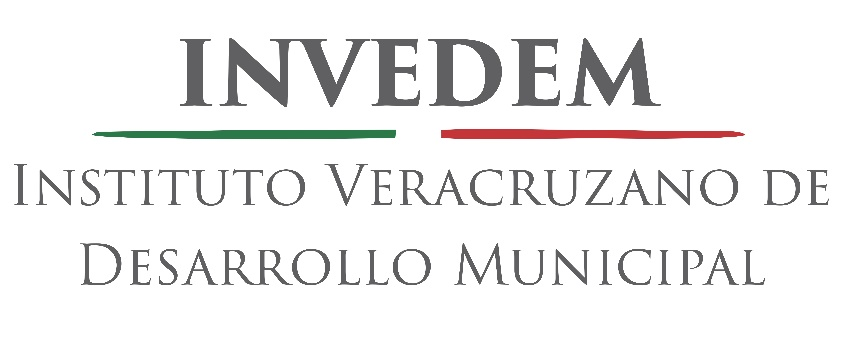 INVEDEM
INSTITUTO VERACRUZANO DE
DESARROLLO MUNICIPAL